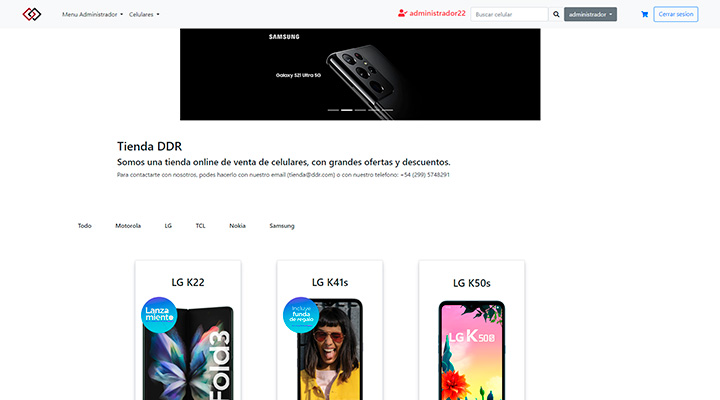 Menu Administrador
Celulares
administrador22
Buscar celular
administrador
Cerrar sesion
SAMSUNG
Galaxy S21 Ultra 5G
Tienda DDR
Somos una tienda online de venta de celulares, con grandes ofertas y descuentos.
Para contactarte con nosotros, podes hacerlo con nuestro email (tienda@ddr.com) o con nuestro telefono: +54 (299) 5748291
Todo
Motorola
LG
TCL
Nokia
Samsung
LG K22
LG K41s
LG K50s
Lanza
miento
Fold3
Incluye
funda
de regalo
LG K50s